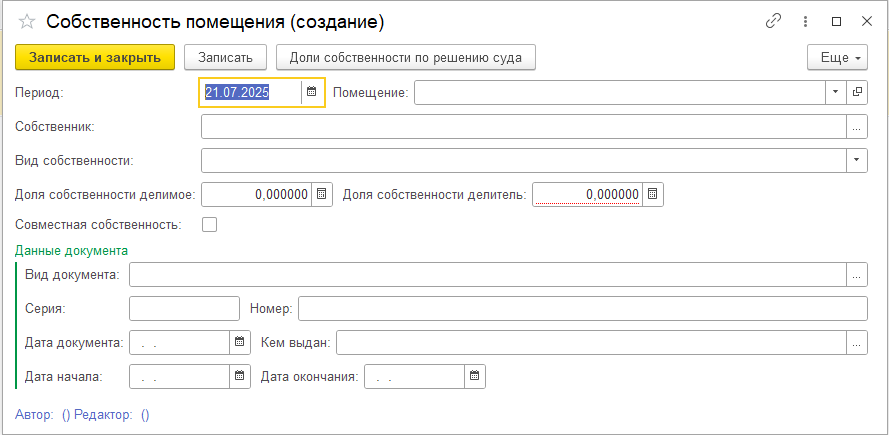 Собственность помещения (создание)
Записать и закрыть Записать Доли собственности по решению суда Еще
Период: 21.07.2025 Помещение:
Собственник: ...
Вид собственности:
Доля собственности делимое: 0,000000 Доля собственности делитель: 0,000000
Совместная собственность:
Данные документа
Вид документа: ...
Серия: Номер:
Дата документа: . . Кем выдан: ...
Дата начала: . . Дата окончания: . .
Автор: () Редактор: ()